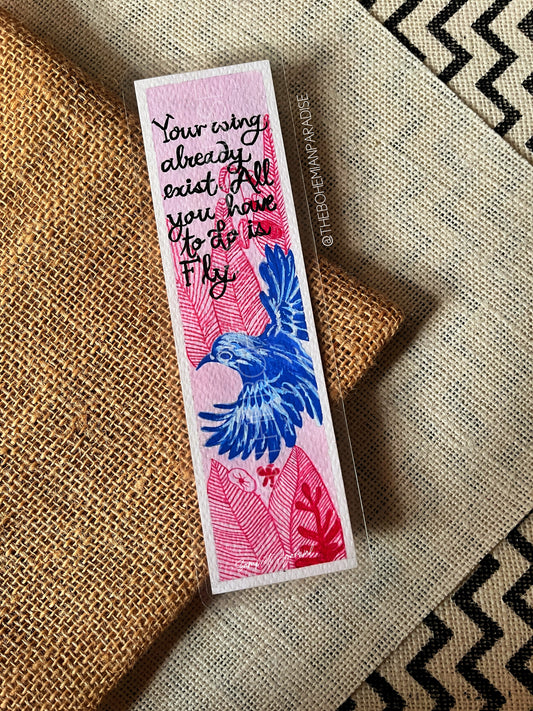 Your wing
already
exist All
you have
to do is
Fly
@THEBOHEMIANPARADISE